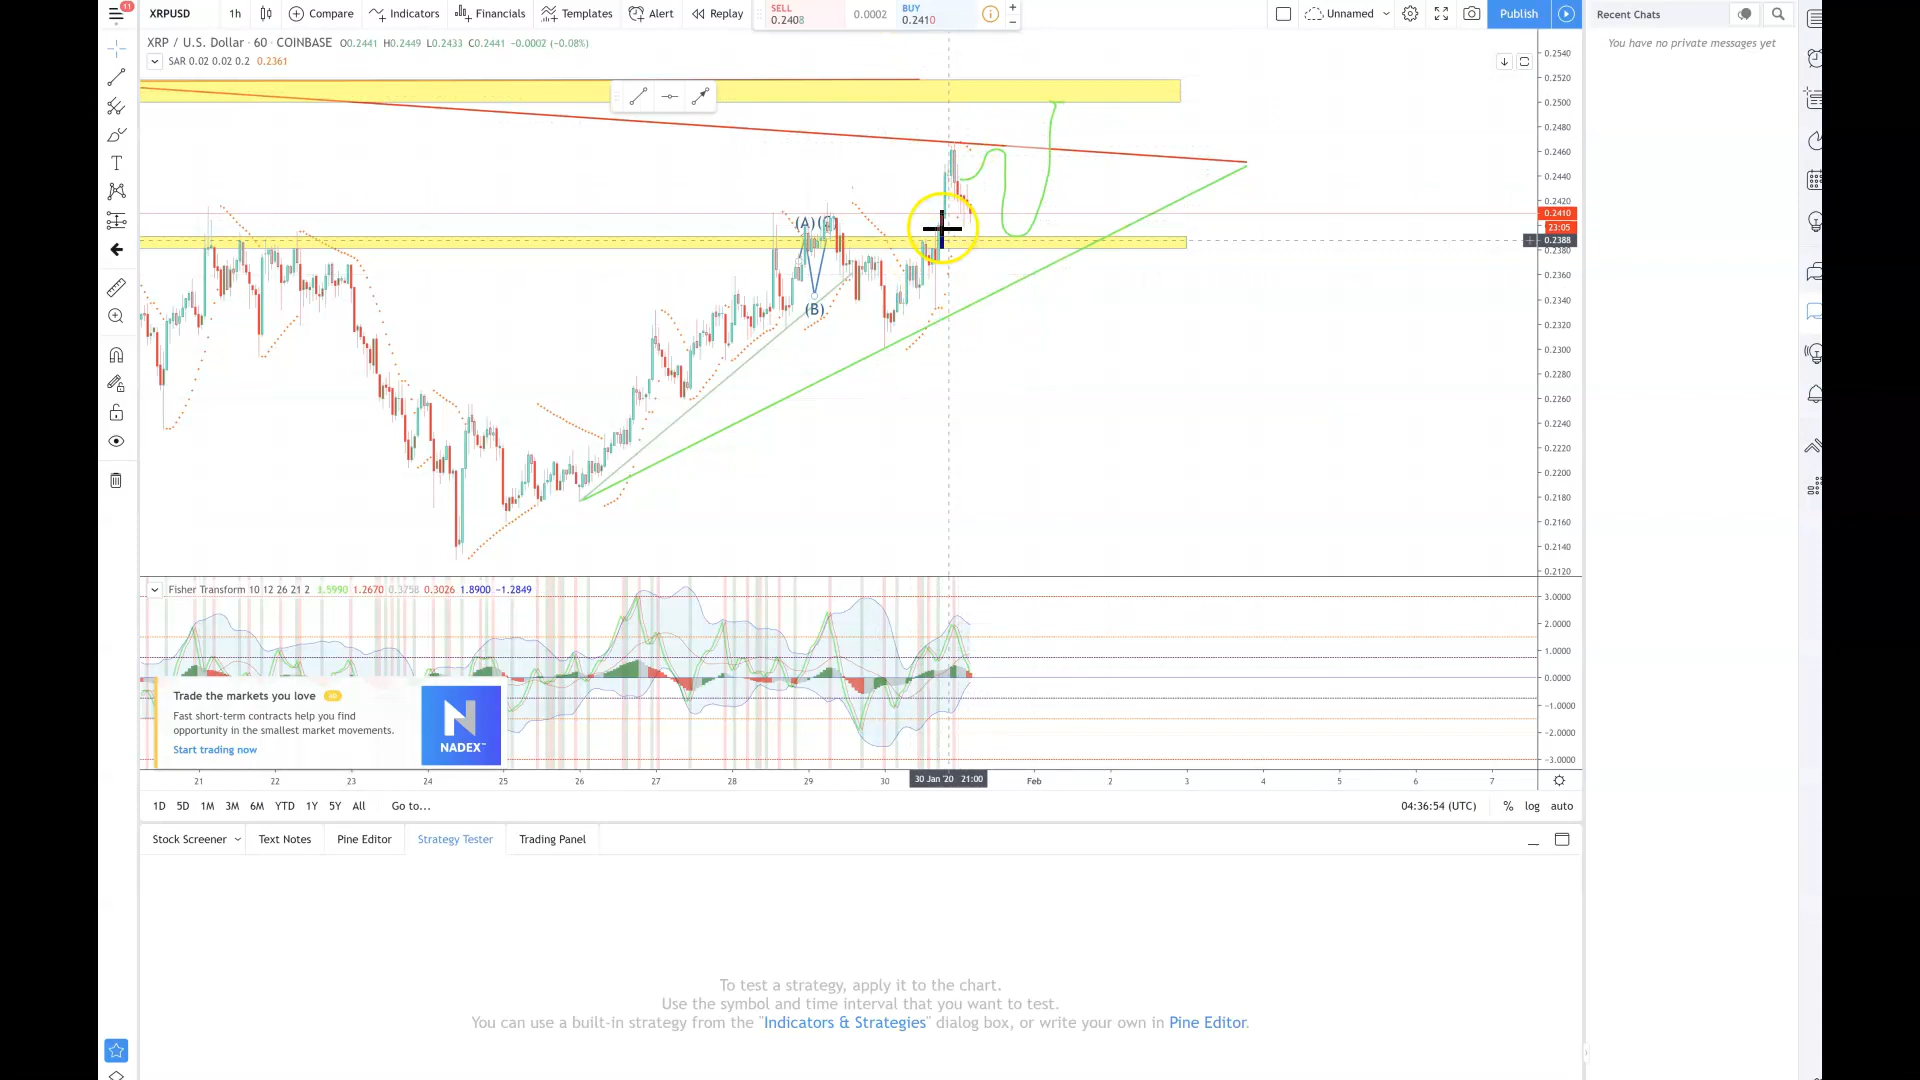 11
XRPUSD
1h
Compare
Indicators
Financials
Templates
Alert
Replay
SELL
0.2408
0.0002
BUY
0.2410
Unnamed
Publish
Recent Chats
You have no private messages yet
XRP / U.S. Dollar · 60 · COINBASE O0.2441 H0.2449 L0.2433 C0.2441 −0.0002 (−0.08%)
SAR 0.02 0.02 0.2 0.2361
0.2540
0.2520
0.2500
0.2480
0.2460
0.2440
0.2420
0.2410
23:05
0.2388
0.2380
0.2360
0.2340
0.2320
0.2300
0.2280
0.2260
0.2240
0.2220
0.2200
0.2180
0.2160
0.2140
0.2120
(A)
(B)
Fisher Transform 10 12 26 21 2 1.2670 0.3758 0.3026 1.8900 −1.2849
3.0000
2.0000
1.0000
0.0000
−1.0000
−2.0000
−3.0000
Trade the markets you love
Fast short-term contracts help you find
opportunity in the smallest market movements.
Start trading now
NADEX
21 22 23 24 25 26 27 28 29 30 30 Jan '20 21:00 Feb 2 3 4 5 6 7
1D 5D 1M 3M 6M YTD 1Y 5Y All Go to...
04:36:54 (UTC) % log auto
Stock Screener Text Notes Pine Editor Strategy Tester Trading Panel
To test a strategy, apply it to the chart.
Use the symbol and time interval that you want to test.
You can use a built-in strategy from the "Indicators & Strategies" dialog box, or write your own in Pine Editor.